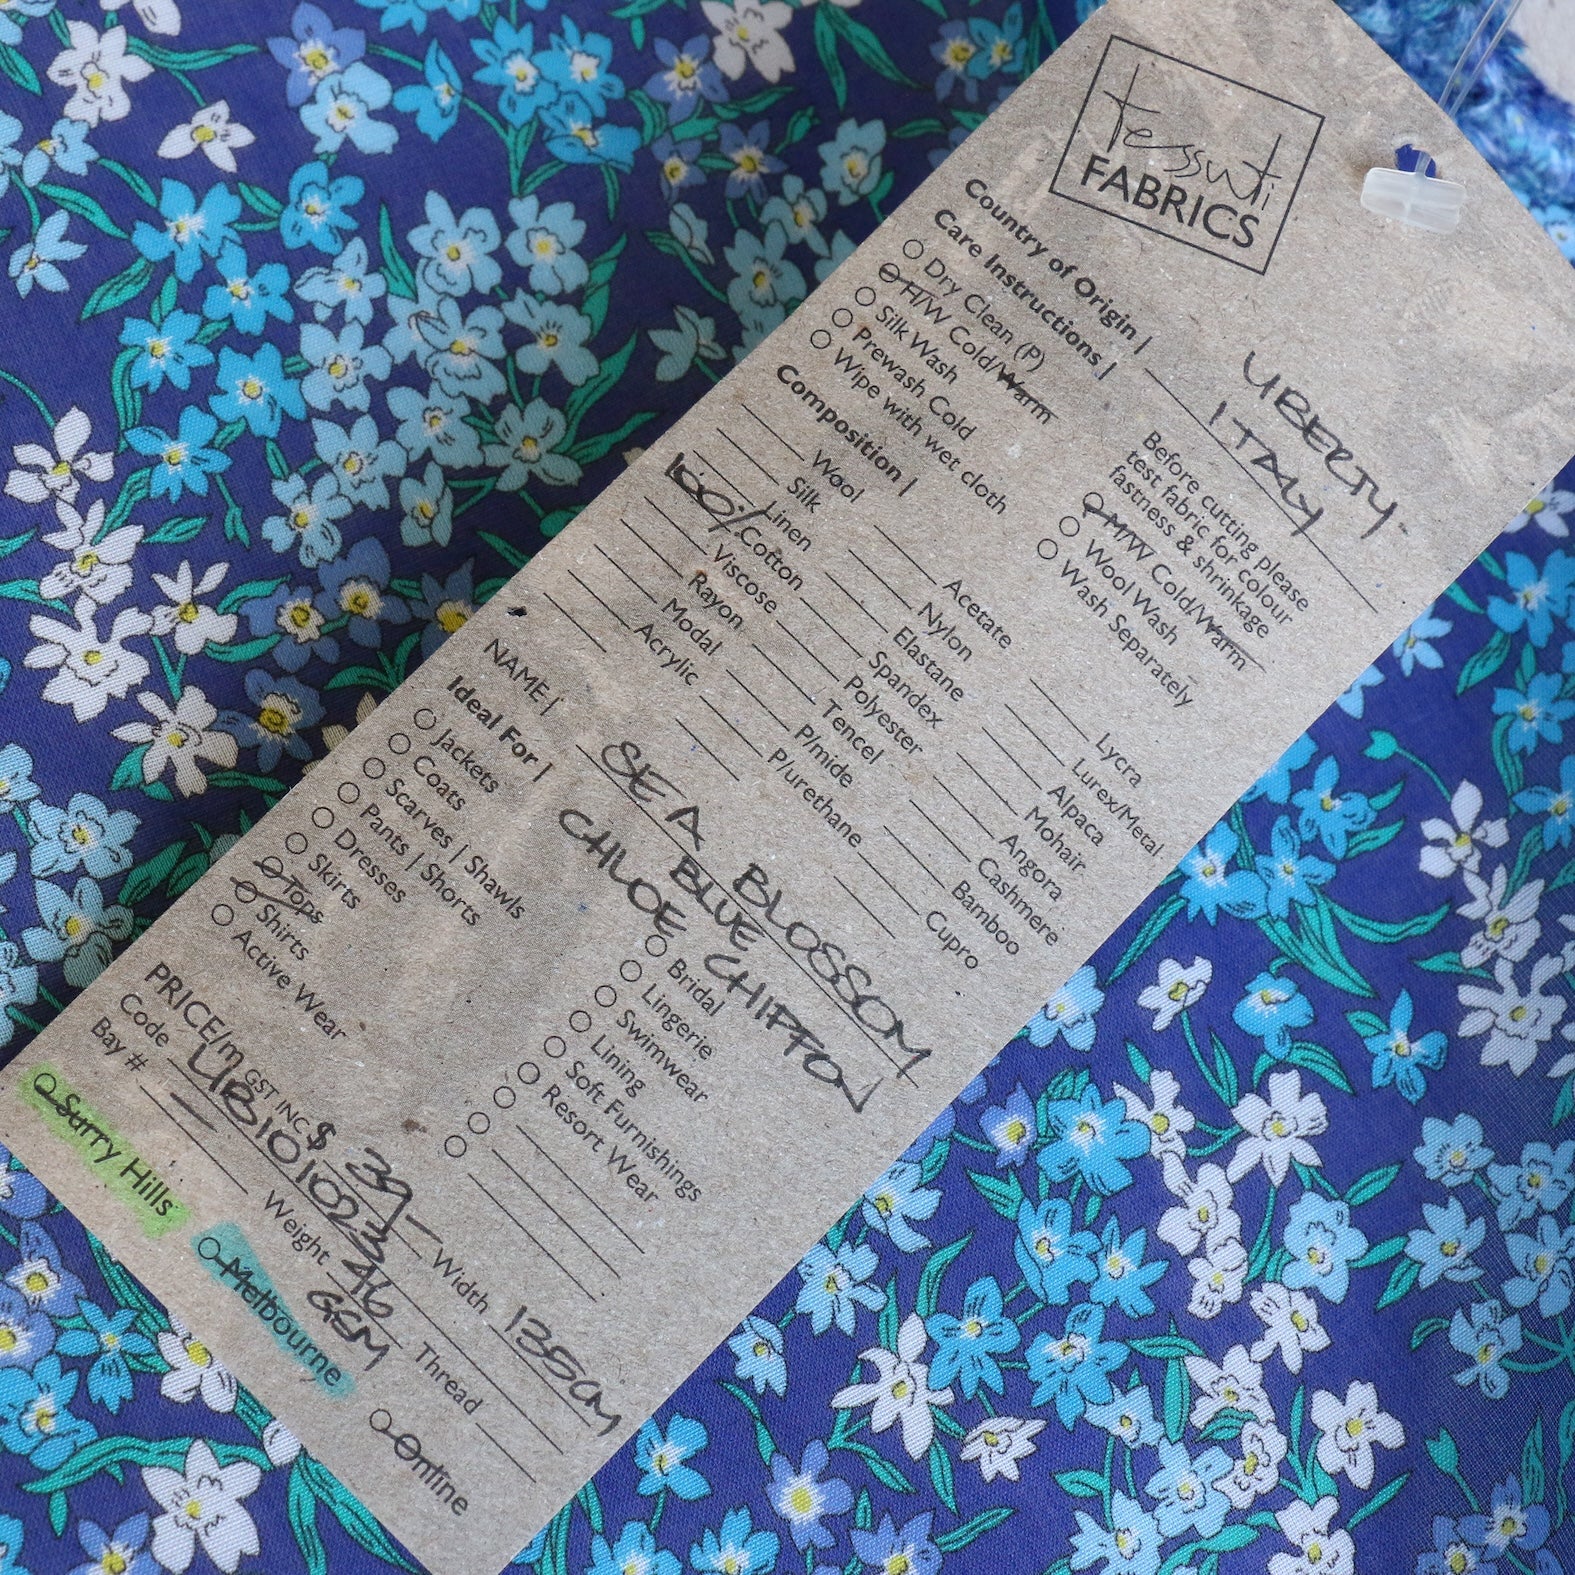 tessuti
FABRICS
LIBERTY
Country of Origin | ITALY
Care Instructions |
Dry Clean (P)
H/W Cold/Warm
Silk Wash
Prewash Cold
Wipe with wet cloth
Before cutting please
test fabric for colour
fastness & shrinkage
M/W Cold/Warm
Wool Wash
Wash Separately
Composition |
Wool
Silk
Linen
100% Cotton
Viscose
Rayon
Modal
Acrylic
Acetate
Nylon
Elastane
Spandex
Polyester
Tencel
P/mide
P/urethane
Lycra
Lurex/Metal
Alpaca
Mohair
Angora
Cashmere
Bamboo
Cupro
NAME | SEA BLOSSOM
BLUE
CHLOE CHIFFON
Ideal For |
Jackets
Coats
Scarves | Shawls
Pants | Shorts
Dresses
Skirts
Tops
Shirts
Active Wear
Bridal
Lingerie
Swimwear
Lining
Soft Furnishings
Resort Wear
PRICE/m GST INC $ 39- Width 135CM
Code LIB10102346 Thread
Bay # Weight GSM
Surry Hills
Melbourne
Online